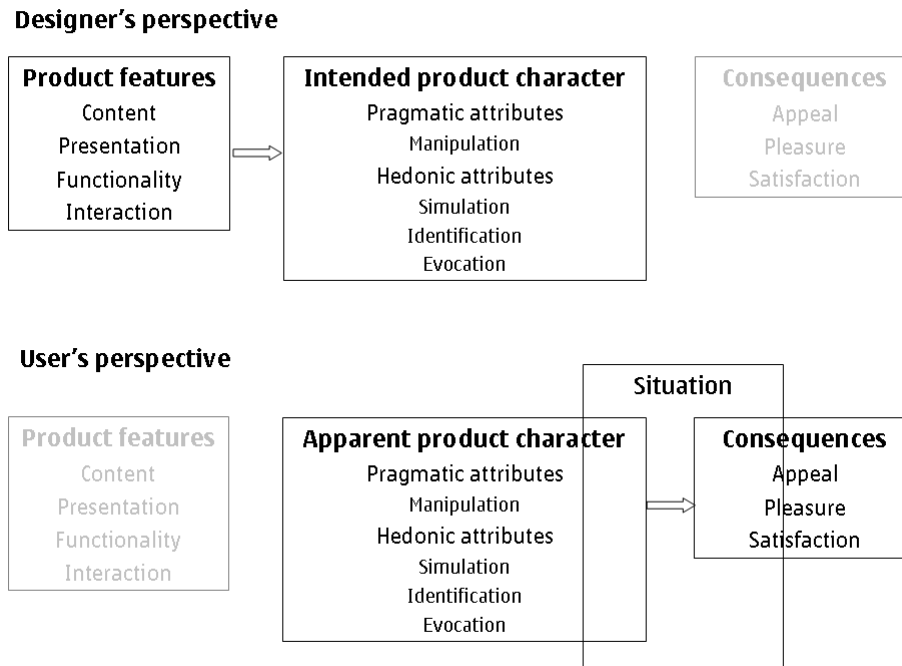 Designer's perspective
Product features
Content
Presentation
Functionality
Interaction
Intended product character
Pragmatic attributes
Manipulation
Hedonic attributes
Simulation
Identification
Evocation
Consequences
Appeal
Pleasure
Satisfaction
User's perspective
Product features
Content
Presentation
Functionality
Interaction
Apparent product character
Pragmatic attributes
Manipulation
Hedonic attributes
Simulation
Identification
Evocation
Situation
Consequences
Appeal
Pleasure
Satisfaction